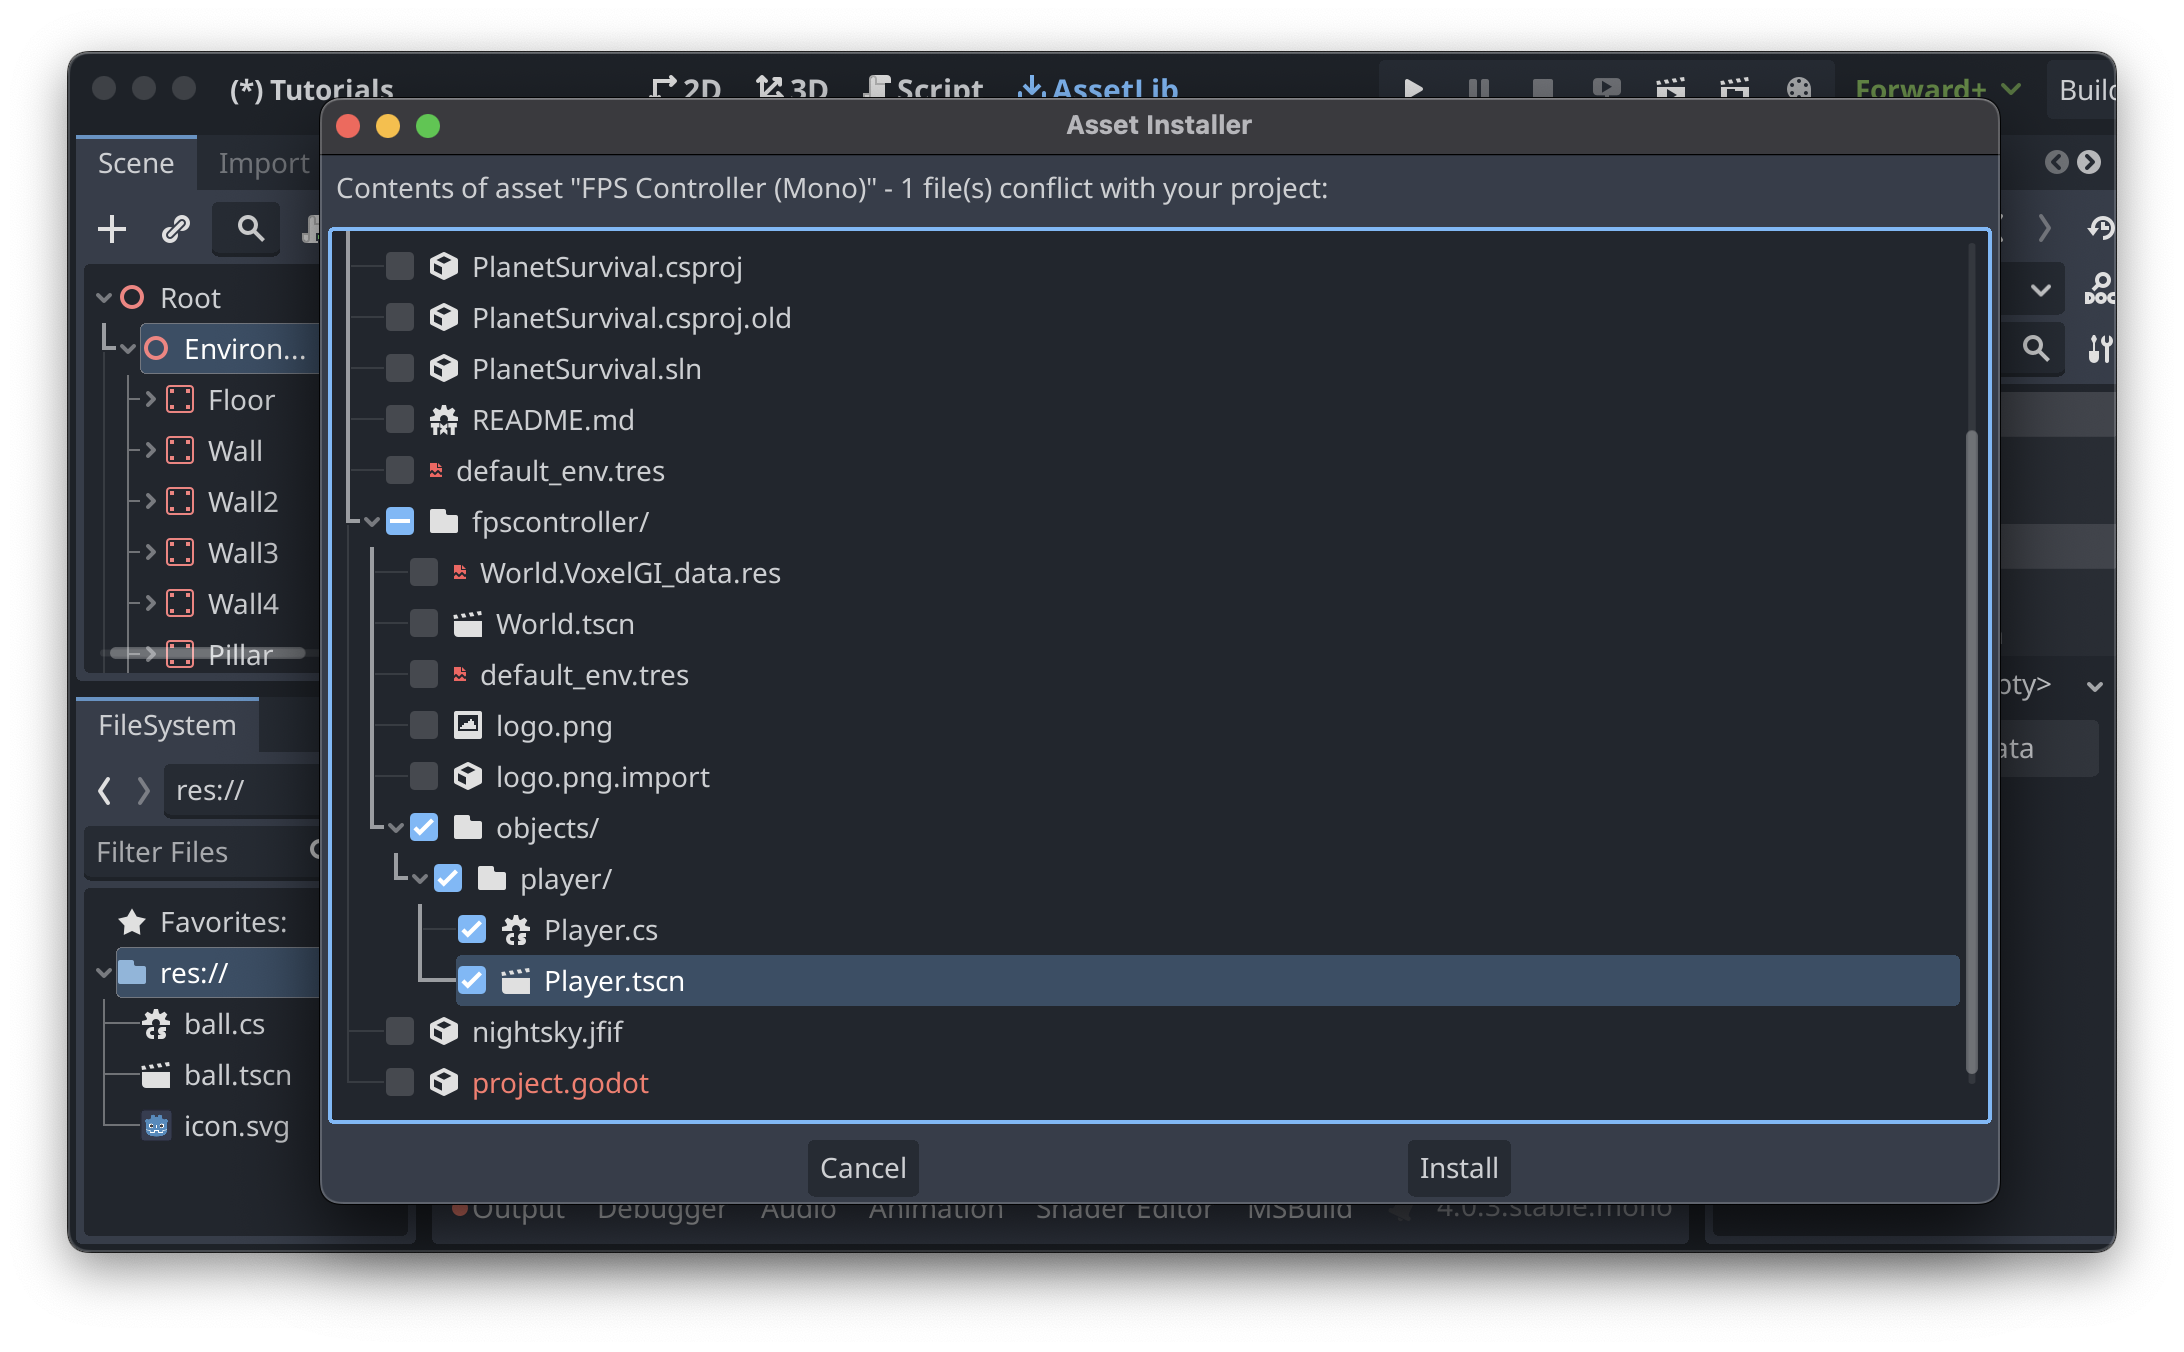 (*) Tutorials
2D
3D
Script
AssetLib
Forward+
Asset Installer
Contents of asset "FPS Controller (Mono)" - 1 file(s) conflict with your project:
PlanetSurvival.csproj
PlanetSurvival.csproj.old
PlanetSurvival.sln
README.md
default_env.tres
fpscontroller/
World.VoxelGI_data.res
World.tscn
default_env.tres
logo.png
logo.png.import
objects/
player/
Player.cs
Player.tscn
nightsky.jfif
project.godot
Cancel
Install
Scene
Import
Root
Environ...
Floor
Wall
Wall2
Wall3
Wall4
Pillar
FileSystem
res://
Filter Files
Favorites:
res://
ball.cs
ball.tscn
icon.svg
DOC
Output
Debugger
Audio
Animation
Shader Editor
MSBuild
4.0.3.stable.mono